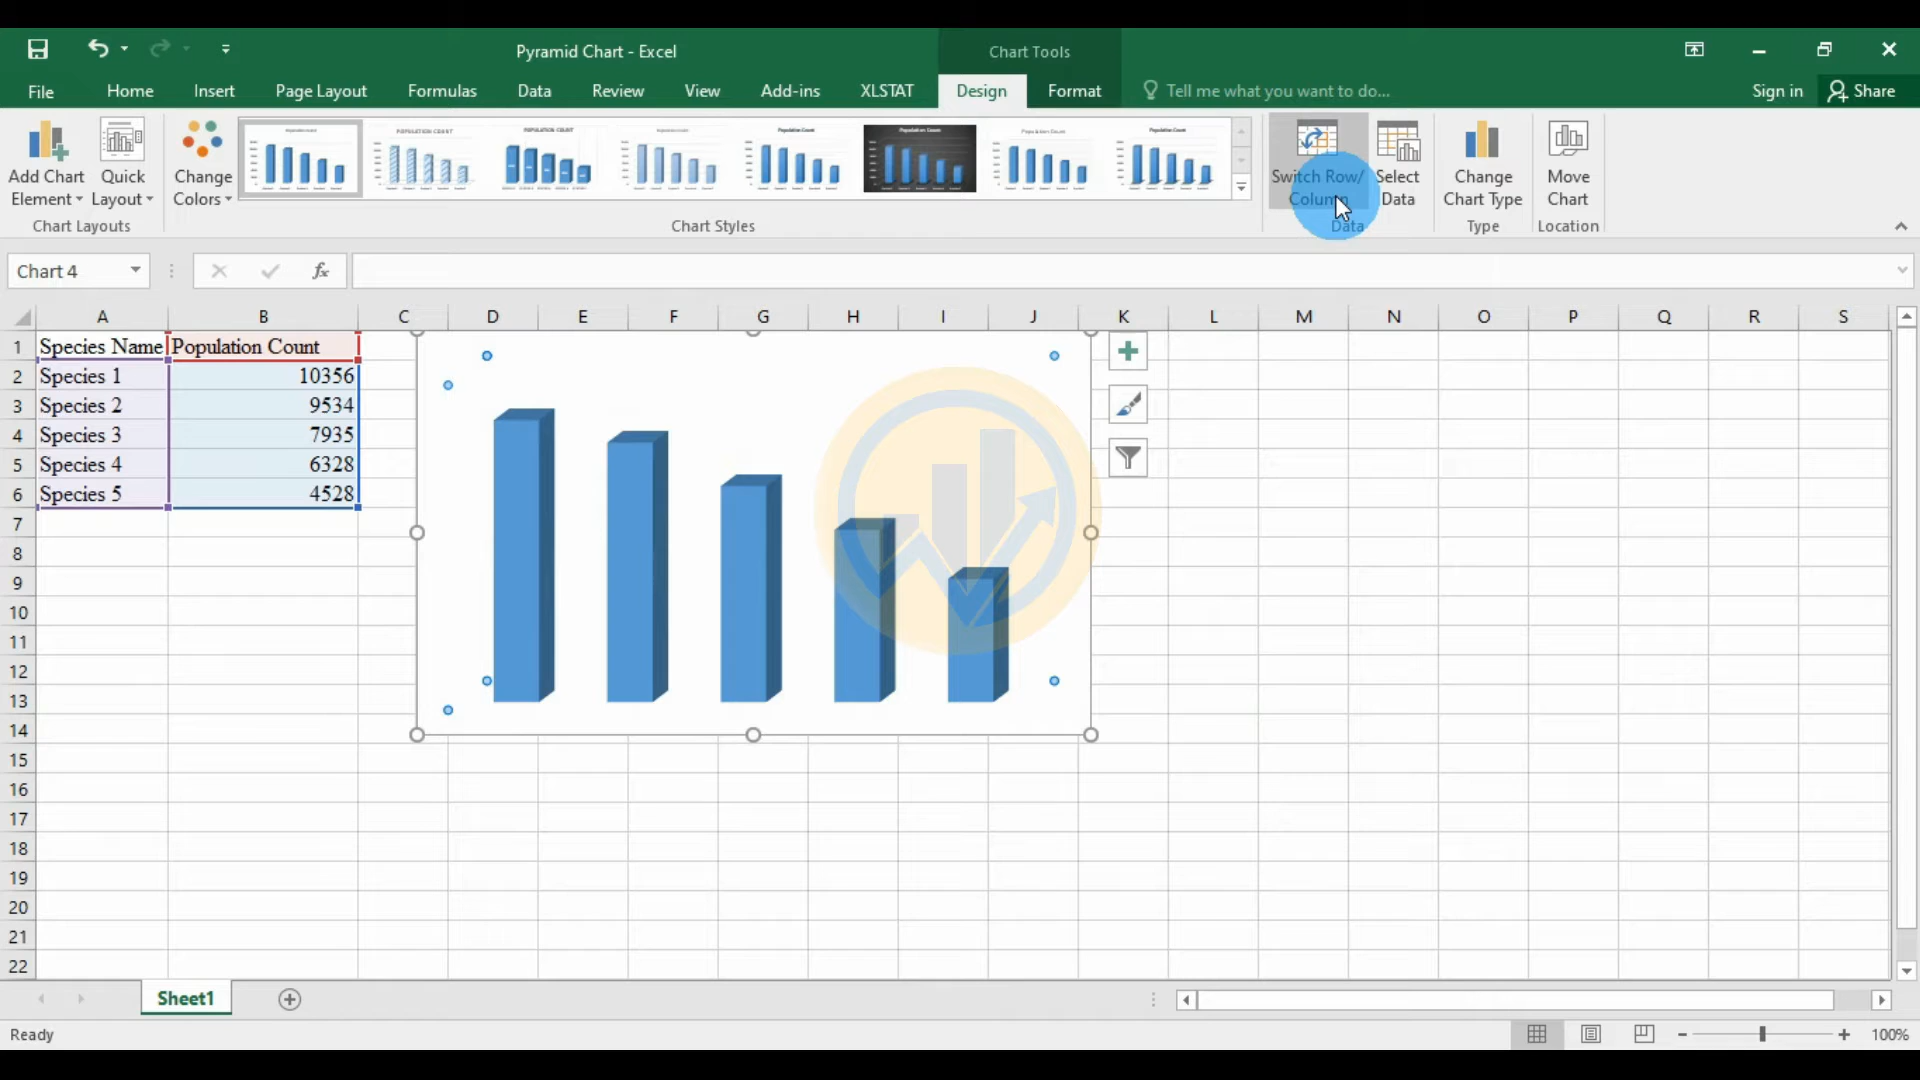 Pyramid Chart - Excel
Chart Tools
File Home Insert Page Layout Formulas Data Review View Add-ins XLSTAT Design Format Tell me what you want to do... Sign in Share
Add Chart Element
Quick Layout
Change Colors
Switch Row/ Column
Select Data
Change Chart Type
Move Chart
Chart Layouts
Chart Styles
Data
Type
Location
Chart 4
fx
A B C D E F G H I J K L M N O P Q R S
1 Species Name Population Count
2 Species 1 10356
3 Species 2 9534
4 Species 3 7935
5 Species 4 6328
6 Species 5 4528
7
8
9
10
11
12
13
14
15
16
17
18
19
20
21
22
Sheet1
Ready
100%